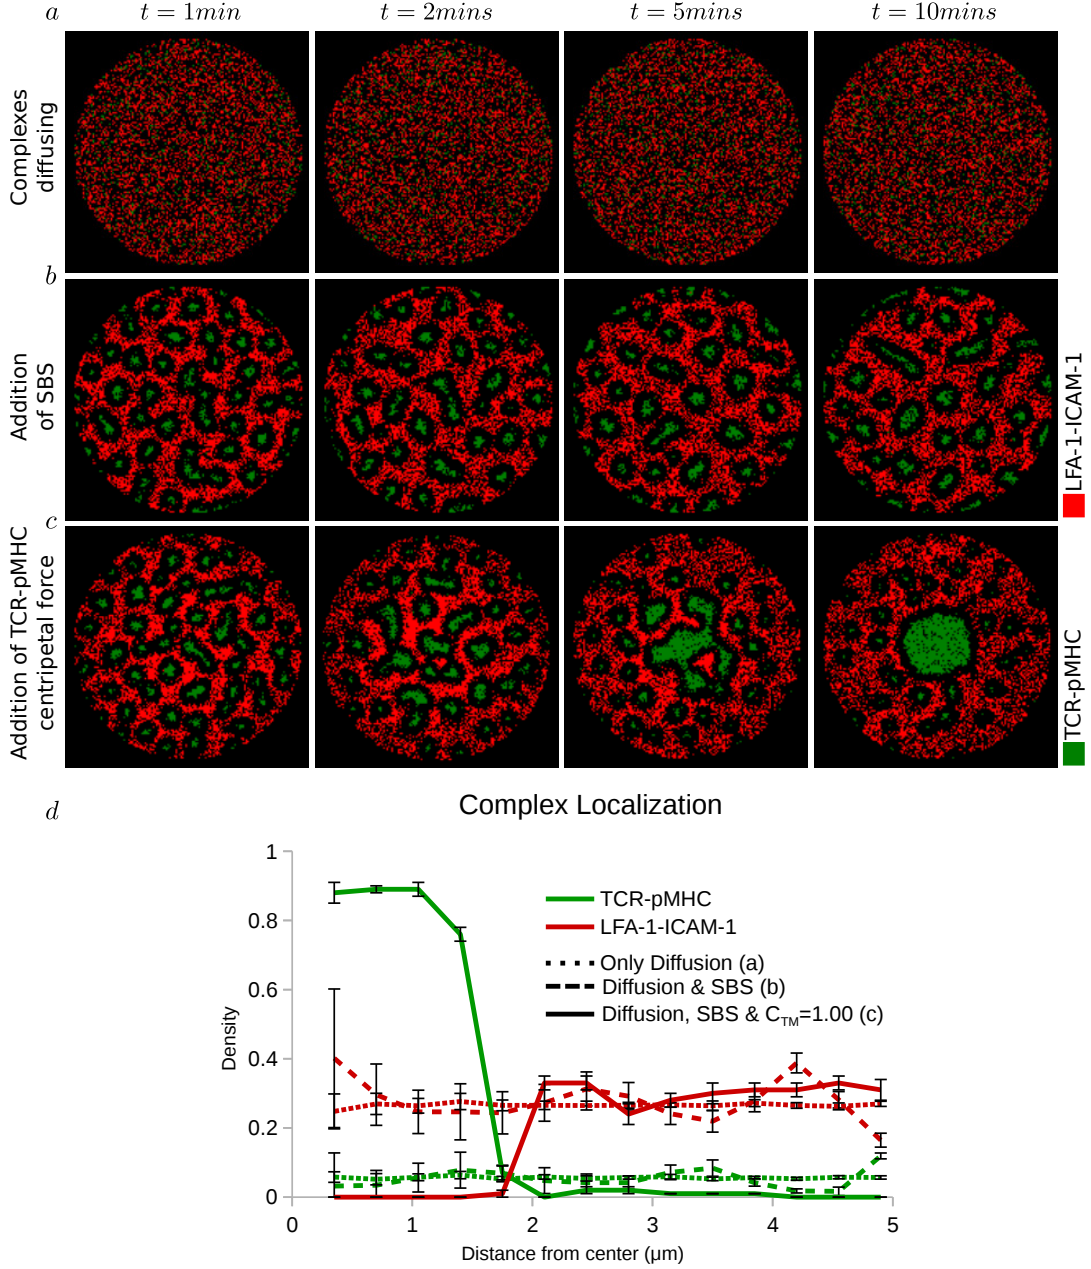 a
t = 1min
t = 2mins
t = 5mins
t = 10mins
Complexes
diffusing
b
Addition
of SBS
c
Addition of TCR-pMHC
centripetal force
LFA-1-ICAM-1
TCR-pMHC
d
Complex Localization
1
0.8
0.6
0.4
0.2
0
Density
TCR-pMHC
LFA-1-ICAM-1
Only Diffusion (a)
Diffusion & SBS (b)
Diffusion, SBS & C_TM=1.00 (c)
0
1
2
3
4
5
Distance from center (μm)